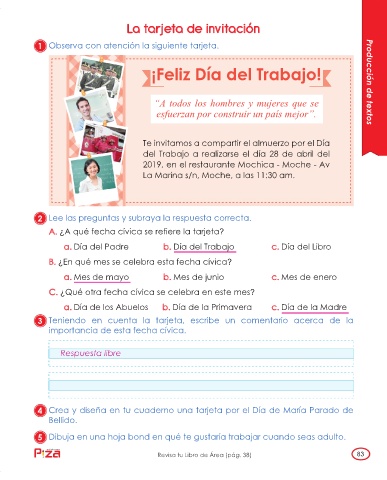 La tarjeta de invitación
1 Observa con atención la siguiente tarjeta.
¡Feliz Día del Trabajo!
"A todos los hombres y mujeres que se
esfuerzan por construir un país mejor".
Te invitamos a compartir el almuerzo por el Día
del Trabajo a realizarse el día 28 de abril del
2019, en el restaurante Mochica - Moche - Av
La Marina s/n, Moche, a las 11:30 am.
Producción de textos
2 Lee las preguntas y subraya la respuesta correcta.
A. ¿A qué fecha cívica se refiere la tarjeta?
a. Día del Padre b. Día del Trabajo c. Día del Libro
B. ¿En qué mes se celebra esta fecha cívica?
a. Mes de mayo b. Mes de junio c. Mes de enero
C. ¿Qué otra fecha cívica se celebra en este mes?
a. Día de los Abuelos b. Día de la Primavera c. Día de la Madre
3 Teniendo en cuenta la tarjeta, escribe un comentario acerca de la
importancia de esta fecha cívica.
Respuesta libre
4 Crea y diseña en tu cuaderno una tarjeta por el Día de María Parado de
Bellido.
5 Dibuja en una hoja bond en qué te gustaría trabajar cuando seas adulto.
Revisa tu Libro de Área (pág. 38)
83